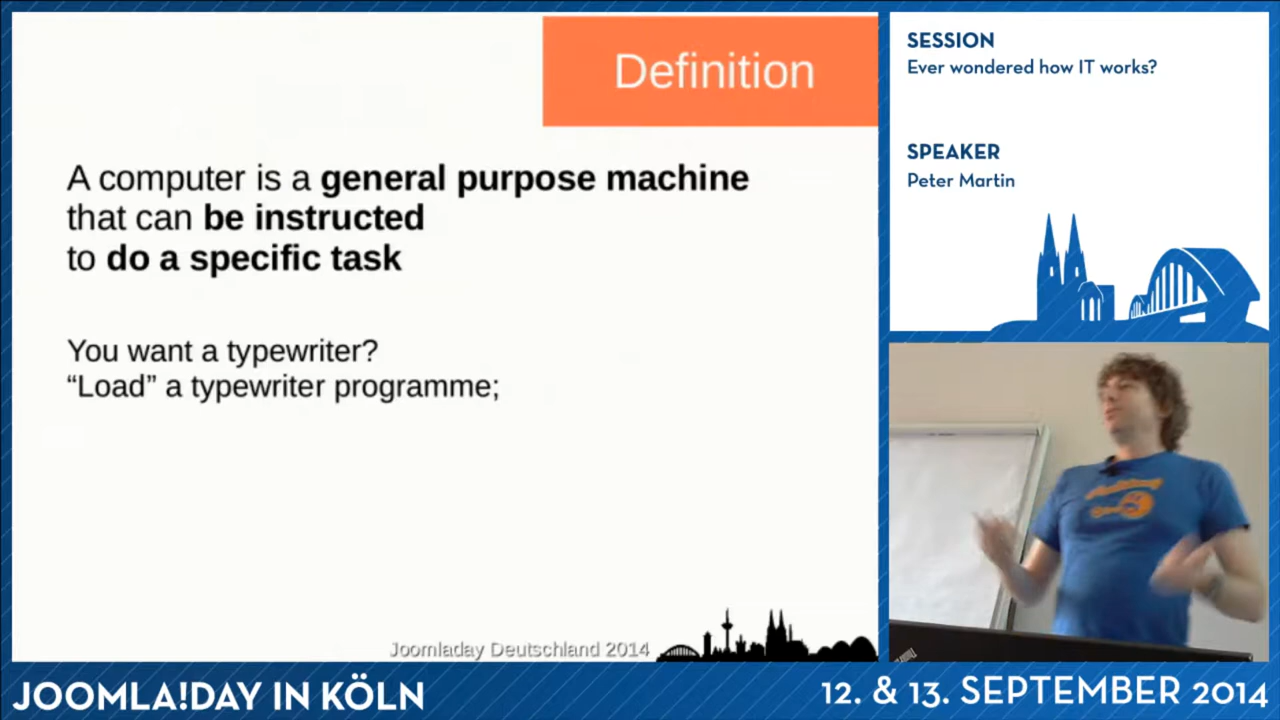 Definition
A computer is a general purpose machine
that can be instructed
to do a specific task
You want a typewriter?
“Load” a typewriter programme;
Joomladay Deutschland 2014
SESSION
Ever wondered how IT works?
SPEAKER
Peter Martin
JOOMLA!DAY IN KÖLN
12. & 13. SEPTEMBER 2014